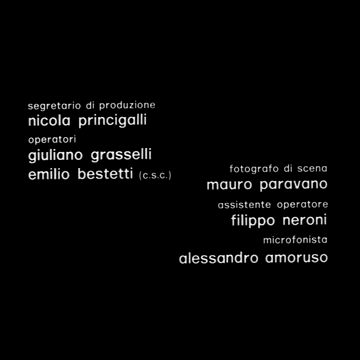 segretario di produzione
nicola principalli
operatori
giuliano grasselli
emilio bestetti (c.s.c.)
fotografo di scena
mauro paravano
assistente operatore
filippo neroni
microfonista
alessandro amoruso